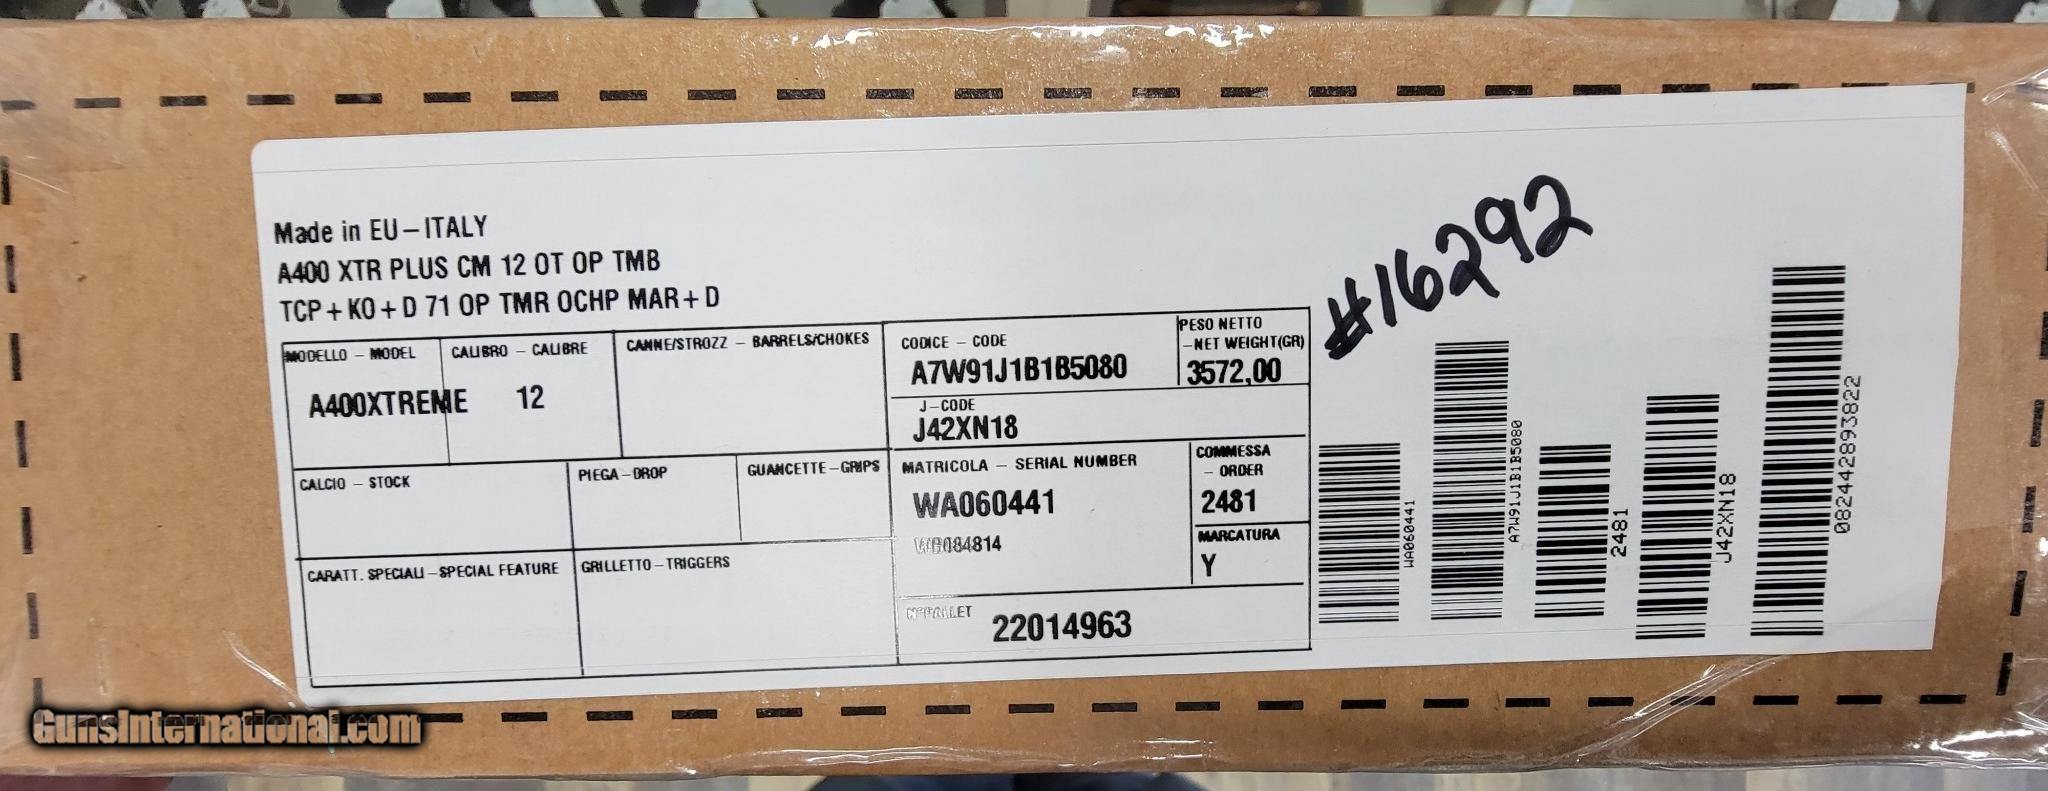 Made in EU-ITALY
A400 XTR PLUS CM 12 OT OP TMB
TCP+KO+D 71 OP TMR OCHP MAR+D
MODELLO - MODEL
A400XTREME
CALIBRO - CALIBRE
12
CANNE/STROZZ - BARRELS/CHOKES
CODICE - CODE
A7W91J1B1B5080
PESO NETTO
-NET WEIGHT(GR)
3572,00
J-CODE
J42XN18
CALCIO - STOCK
PIEGA-DROP
GUANCETTE-GRIPS
MATRICOLA - SERIAL NUMBER
WA060441
WB084814
COMMESSA
- ORDER
2481
MARCATURA
Y
CARATT. SPECIALI-SPECIAL FEATURE
GRILLETTO-TRIGGERS
N°PALLET
22014963
#16292
WA060441
A7W91J1B1B5080
2481
J42XN18
082442893822
GunsInternational.com